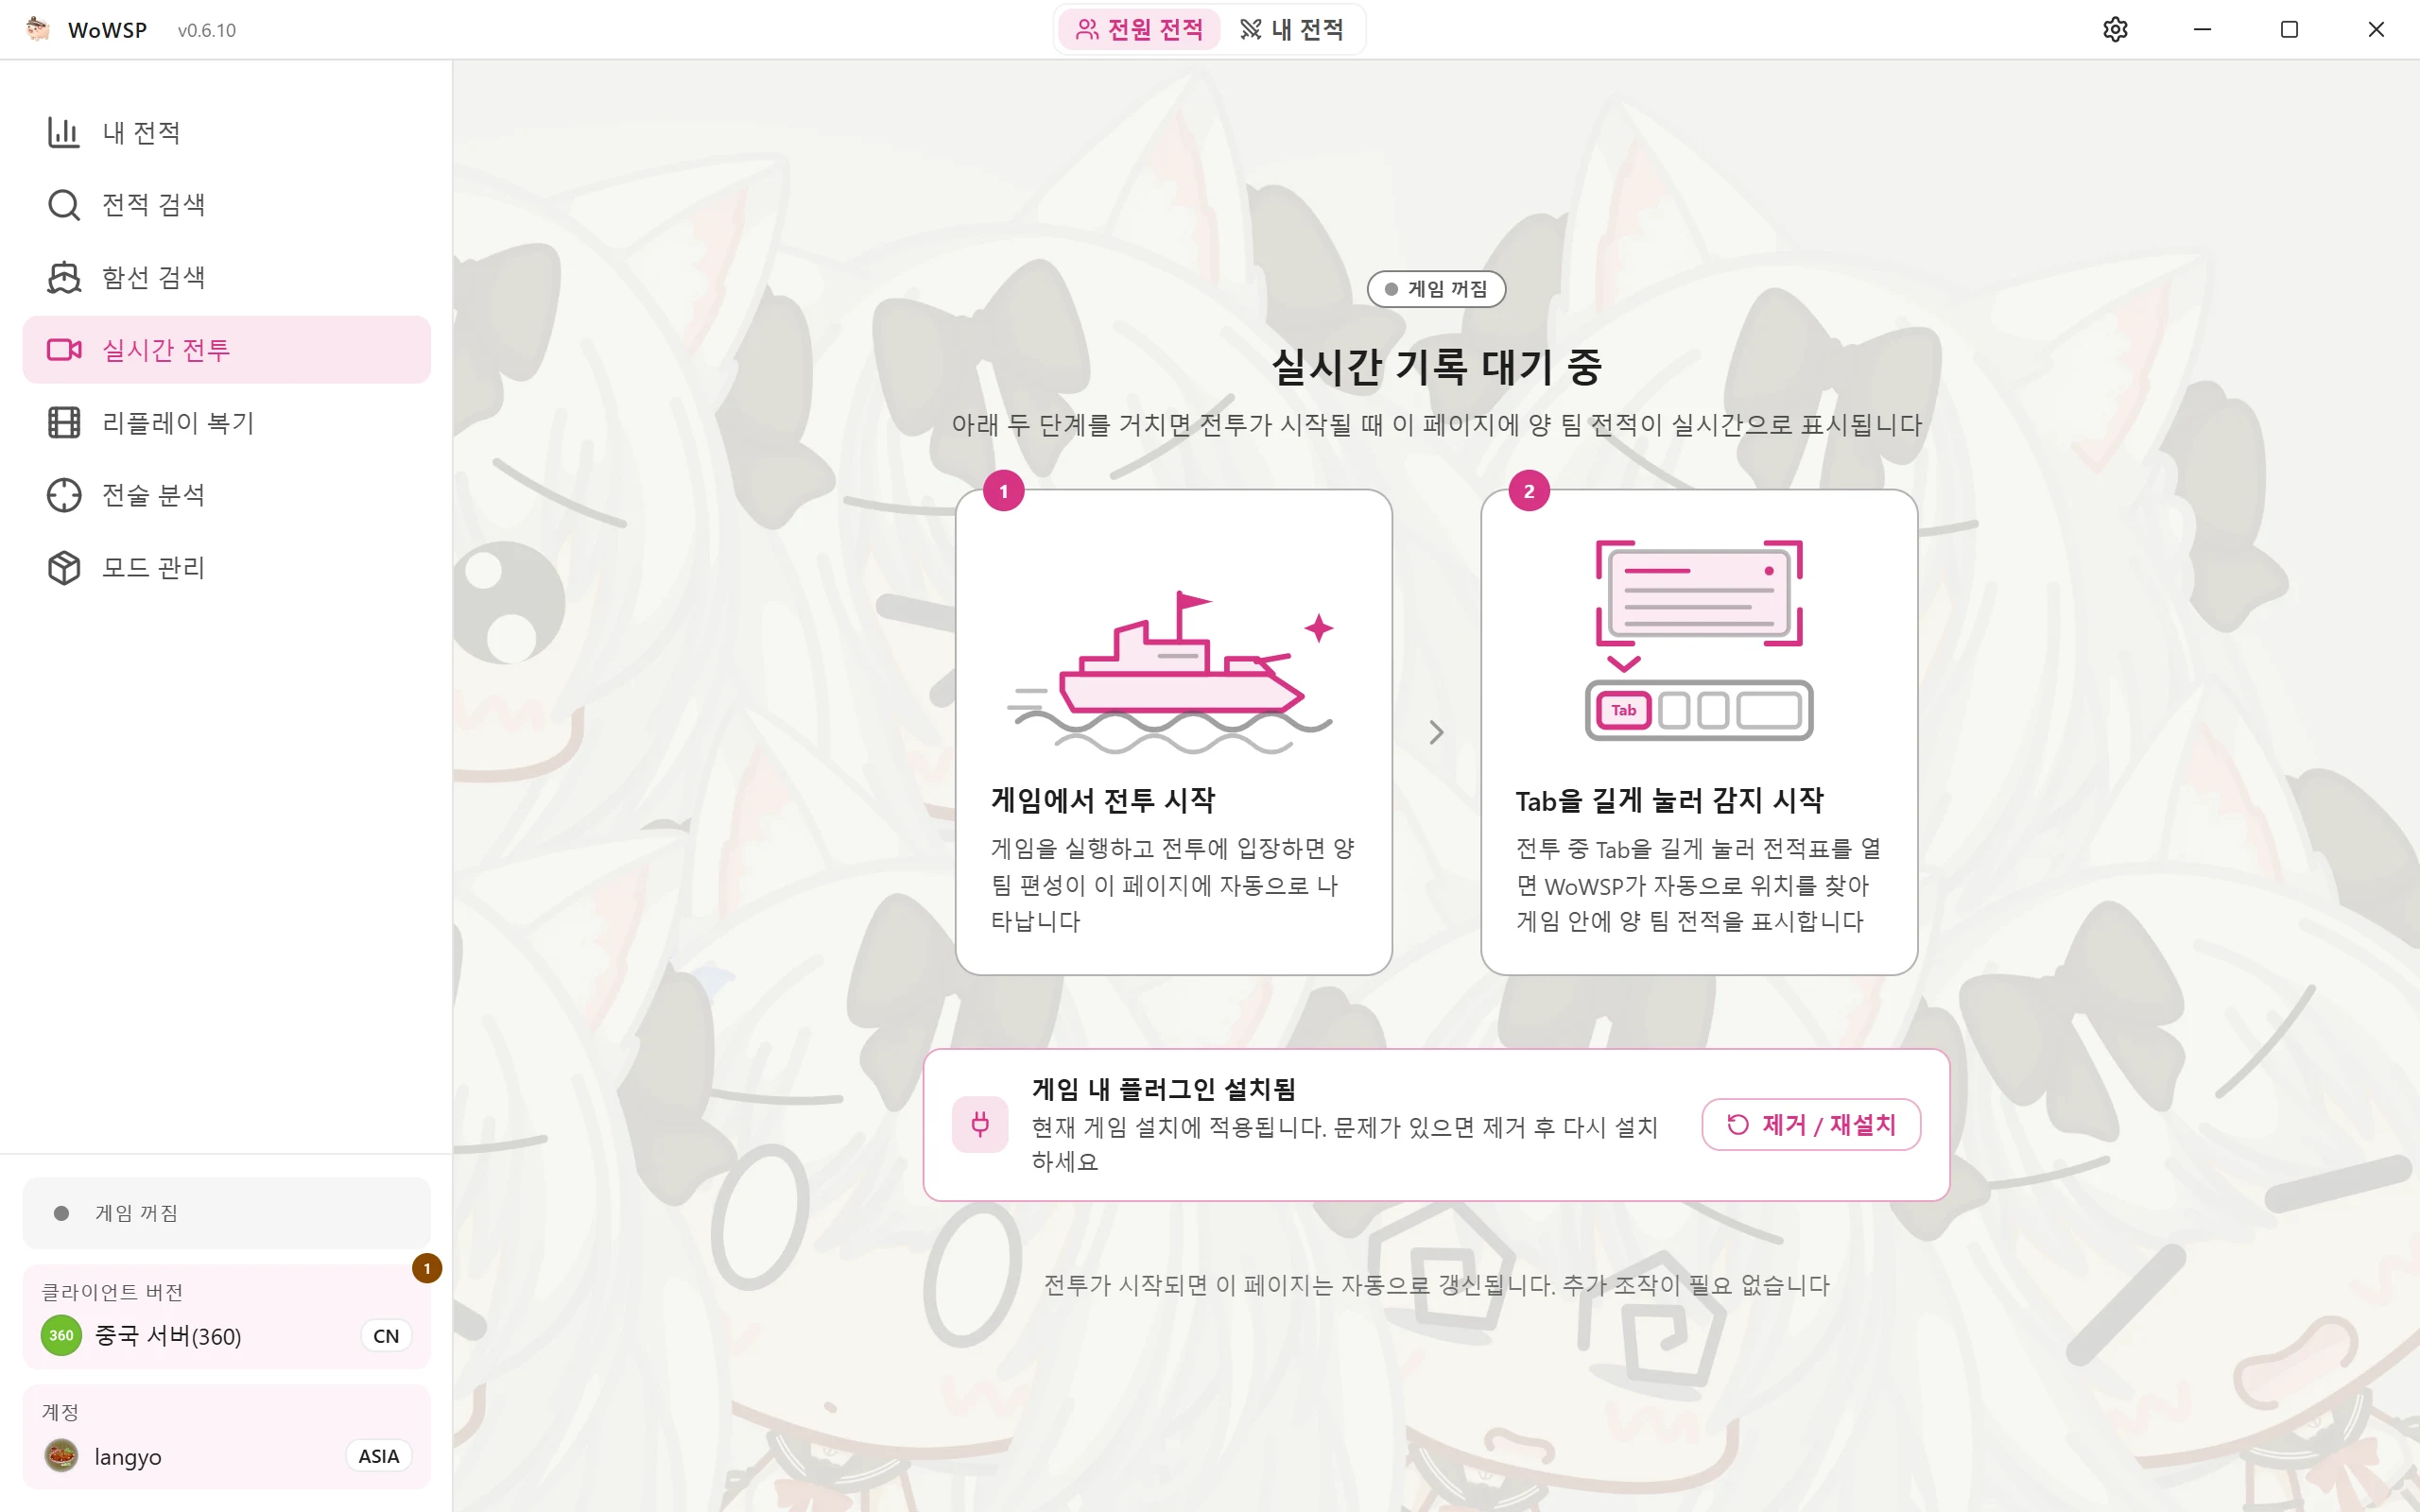 WoWSP v0.6.10
전원 전적
내 전적
내 전적
전적 검색
함선 검색
실시간 전투
리플레이 복기
전술 분석
모드 관리
게임 꺼짐
실시간 기록 대기 중
아래 두 단계를 거치면 전투가 시작될 때 이 페이지에 양 팀 전적이 실시간으로 표시됩니다
1
게임에서 전투 시작
게임을 실행하고 전투에 입장하면 양
팀 편성이 이 페이지에 자동으로 나
타납니다
2
Tab
Tab을 길게 눌러 감지 시작
전투 중 Tab을 길게 눌러 전적표를 열
면 WoWSP가 자동으로 위치를 찾아
게임 안에 양 팀 전적을 표시합니다
게임 내 플러그인 설치됨
현재 게임 설치에 적용됩니다. 문제가 있으면 제거 후 다시 설치
하세요
제거 / 재설치
전투가 시작되면 이 페이지는 자동으로 갱신됩니다. 추가 조작이 필요 없습니다
게임 꺼짐
1
클라이언트 버전
360 중국 서버(360) CN
계정
langyo ASIA